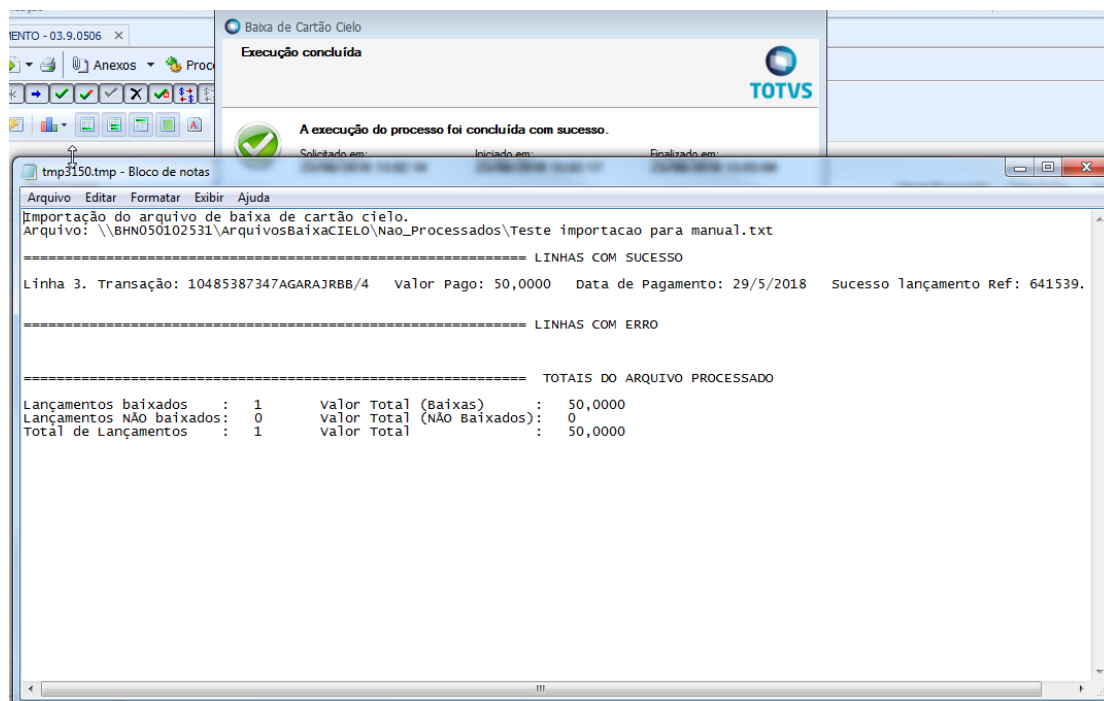 Baixa de Cartão Cielo
MENTO - 03.9.0506
Execução concluída
Anexos
TOTVS
A execução do processo foi concluída com sucesso.
Solicitado em: Iniciado em: Finalizado em:
tmp3150.tmp - Bloco de notas
Arquivo Editar Formatar Exibir Ajuda
Importação do arquivo de baixa de cartão cielo.
Arquivo: \\BHN050102531\ArquivosBaixaCIELO\Nao_Processados\Teste importacao para manual.txt
============================================================= LINHAS COM SUCESSO
Linha 3. Transação: 10485387347AGARAJRBB/4 Valor Pago: 50,0000 Data de Pagamento: 29/5/2018 Sucesso lançamento Ref: 641539.
============================================================= LINHAS COM ERRO
============================================================= TOTAIS DO ARQUIVO PROCESSADO
Lançamentos baixados : 1 Valor Total (Baixas) : 50,0000
Lançamentos NÃO baixados: 0 Valor Total (NÃO Baixados): 0
Total de Lançamentos : 1 Valor Total : 50,0000